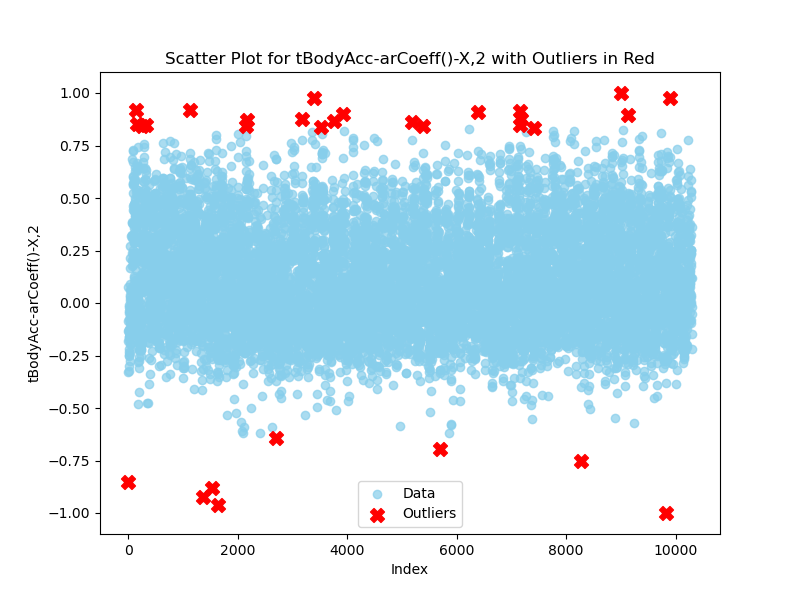 Scatter Plot for tBodyAcc-arCoeff()-X,2 with Outliers in Red
tBodyAcc-arCoeff()-X,2
1.00
0.75
0.50
0.25
0.00
−0.25
−0.50
−0.75
−1.00
Data
Outliers
0 2000 4000 6000 8000 10000
Index